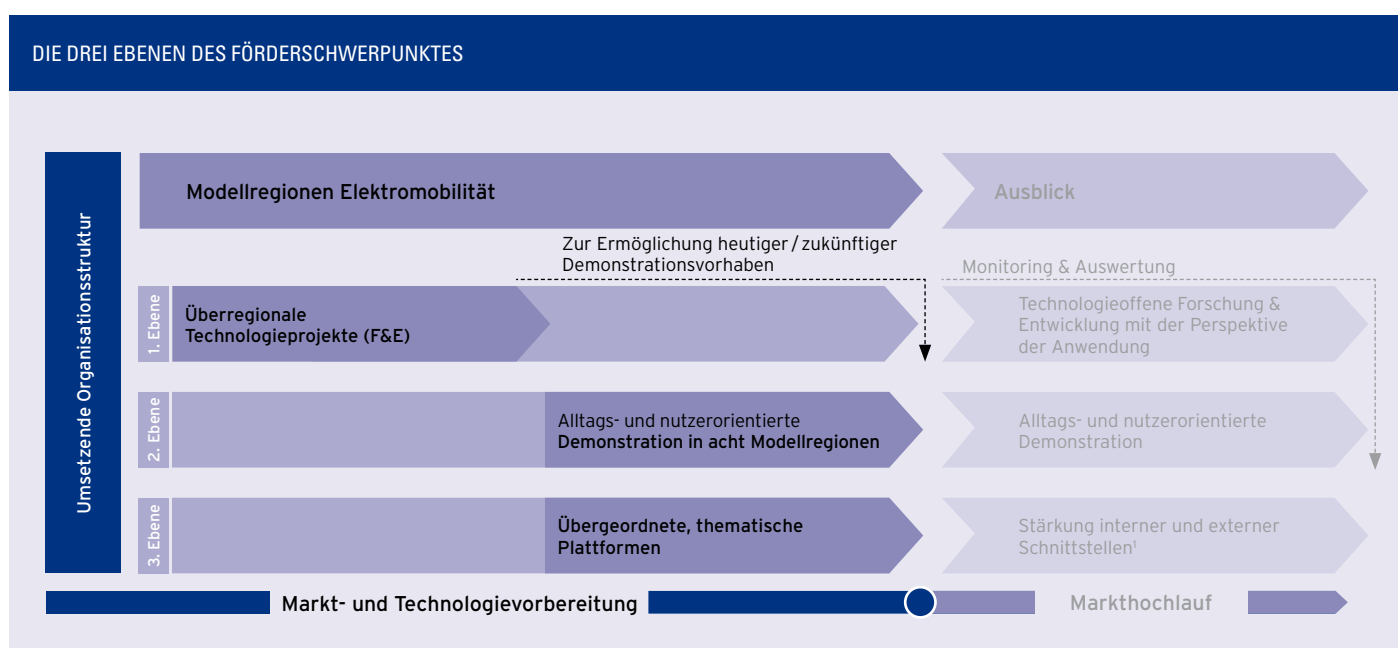 DIE DREI EBENEN DES FÖRDERSCHWERPUNKTES
Umsetzende Organisationsstruktur
Modellregionen Elektromobilität
Ausblick
Zur Ermöglichung heutiger / zukünftiger
Demonstrationsvorhaben
Monitoring & Auswertung
1. Ebene
Überregionale
Technologieprojekte (F&E)
Technologieoffene Forschung &
Entwicklung mit der Perspektive
der Anwendung
2. Ebene
Alltags- und nutzerorientierte
Demonstration in acht Modellregionen
Alltags- und nutzerorientierte
Demonstration
3. Ebene
Übergeordnete, thematische
Plattformen
Stärkung interner und externer
Schnittstellen¹
Markt- und Technologievorbereitung
Markthochlauf